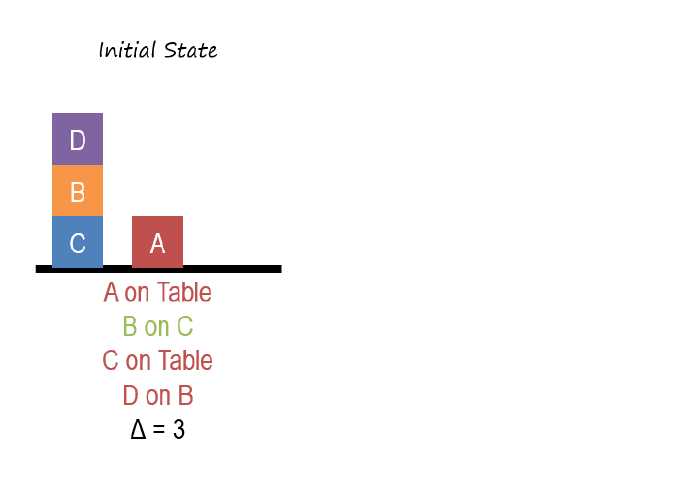 Initial State
D
B
C A
A on Table
B on C
C on Table
D on B
Δ = 3